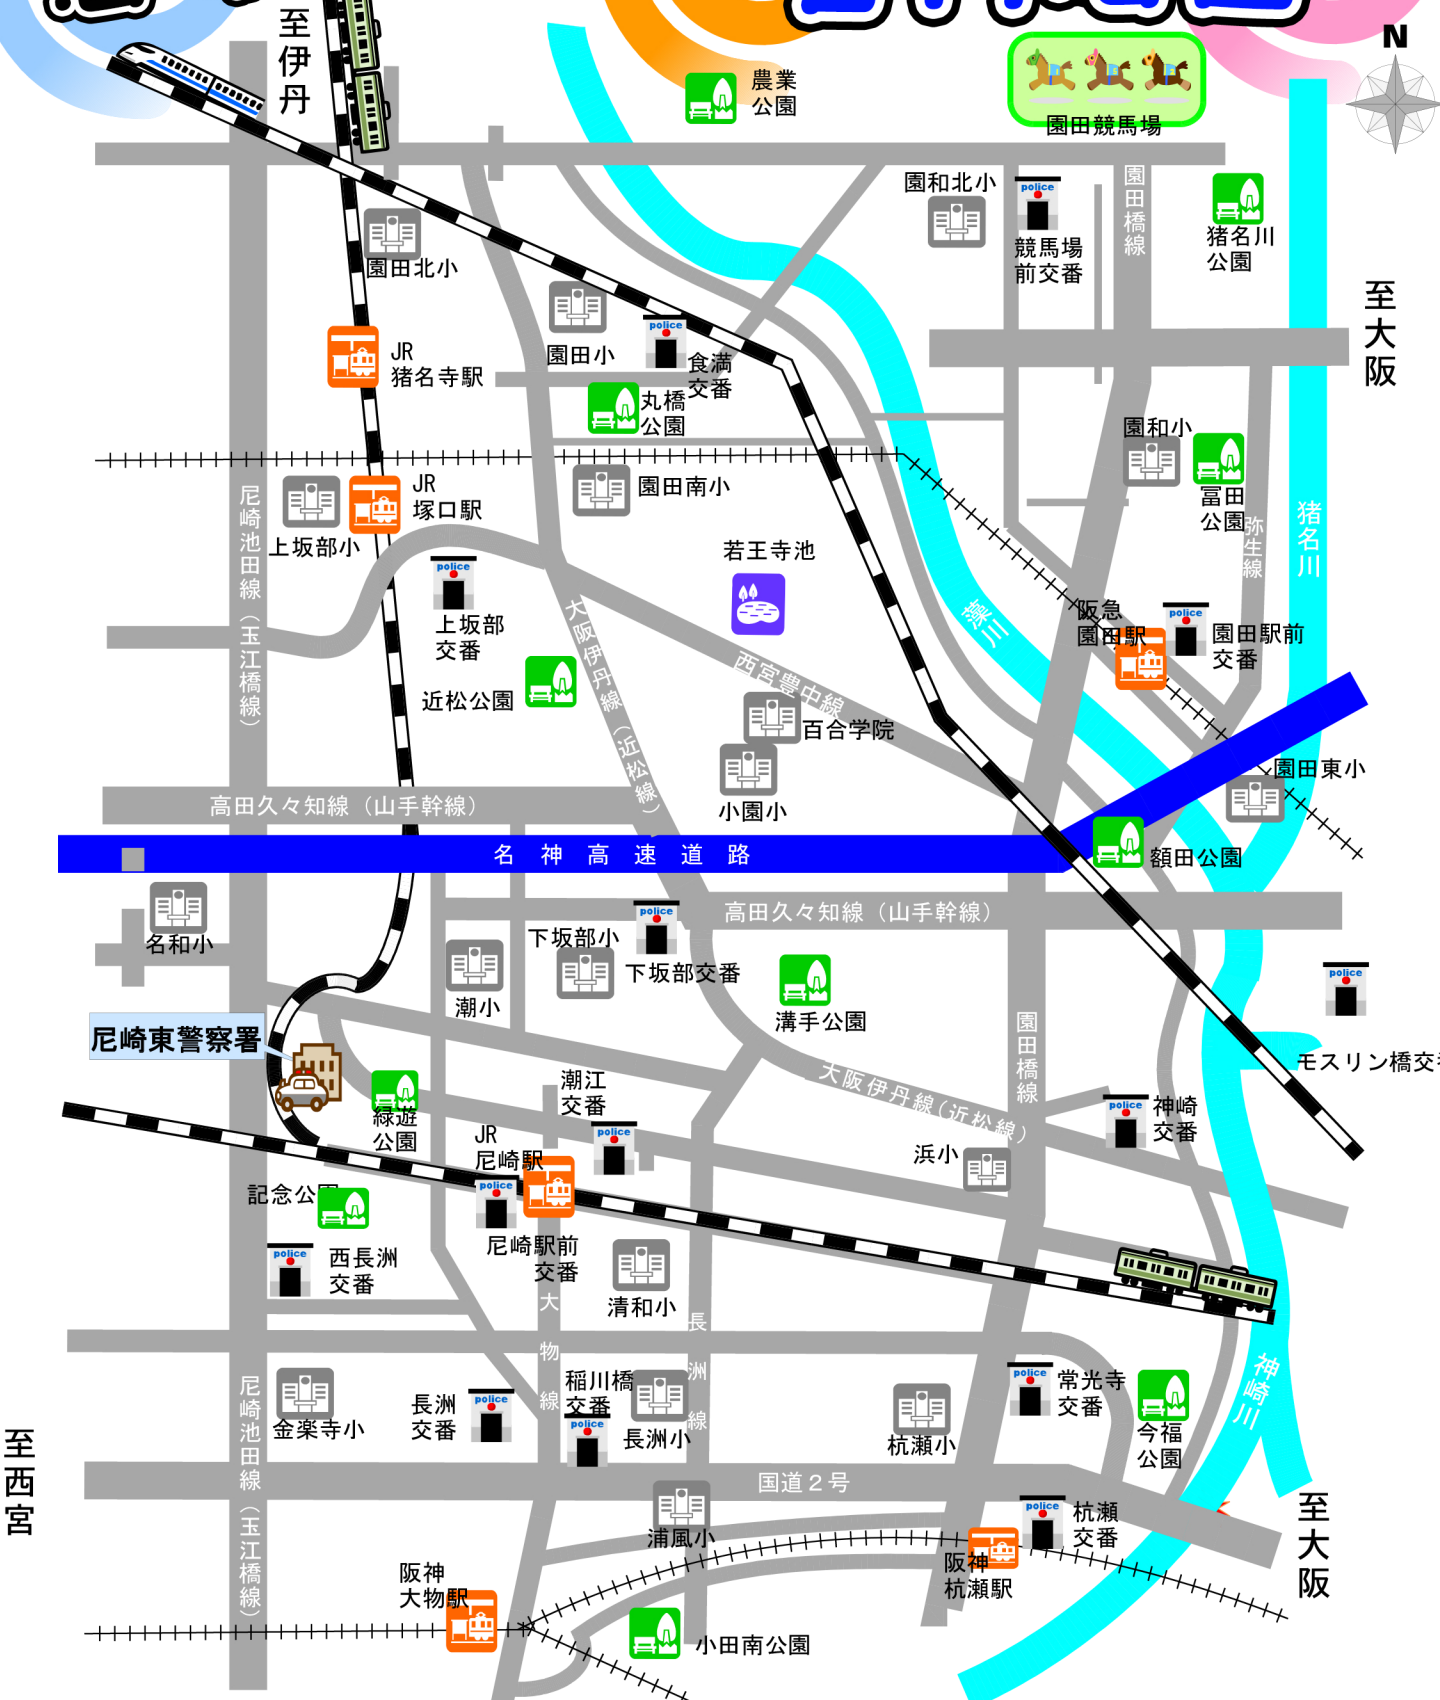 至伊丹
N
農業
公園
園田競馬場
園和北小
police
競馬場
前交番
園田橋線
猪名川
公園
至大阪
園田北小
園田小
police
食満
交番
JR
猪名寺駅
丸橋
公園
園和小
富田
公園
弥生線
猪名川
JR
塚口駅
上坂部小
園田南小
尼崎池田線（玉江橋線）
police
上坂部
交番
若王寺池
藻川
阪急
園田駅
police
園田駅前
交番
大阪伊丹線（近松線）
西宮豊中線
近松公園
百合学院
小園小
園田東小
高田久々知線（山手幹線）
名神高速道路
額田公園
名和小
高田久々知線（山手幹線）
police
下坂部小
下坂部交番
潮小
溝手公園
police
モスリン橋交番
尼崎東警察署
園田橋線
大阪伊丹線（近松線）
緑遊
公園
潮江
交番
police
police
神崎
交番
浜小
JR
尼崎駅
police
尼崎駅前
交番
記念公園
police
西長洲
交番
清和小
大物線
長洲線
神崎川
金楽寺小
尼崎池田線（玉江橋線）
長洲
交番
police
稲川橋
交番
police
長洲小
杭瀬小
police
常光寺
交番
今福
公園
至西宮
国道２号
浦風小
police
杭瀬
交番
至大阪
阪神
杭瀬駅
阪神
大物駅
小田南公園